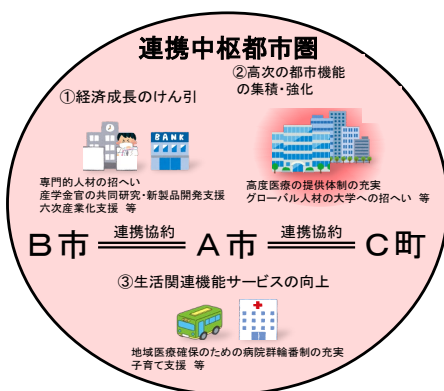 連携中枢都市圏
①経済成長のけん引
②高次の都市機能
の集積・強化
BANK
専門的人材の招へい
産学金官の共同研究・新製品開発支援
六次産業化支援 等
高度医療の提供体制の充実
グローバル人材の大学への招へい 等
B市 連携協約 A市 連携協約 C町
③生活関連機能サービスの向上
地域医療確保のための病院群輪番制の充実
子育て支援 等